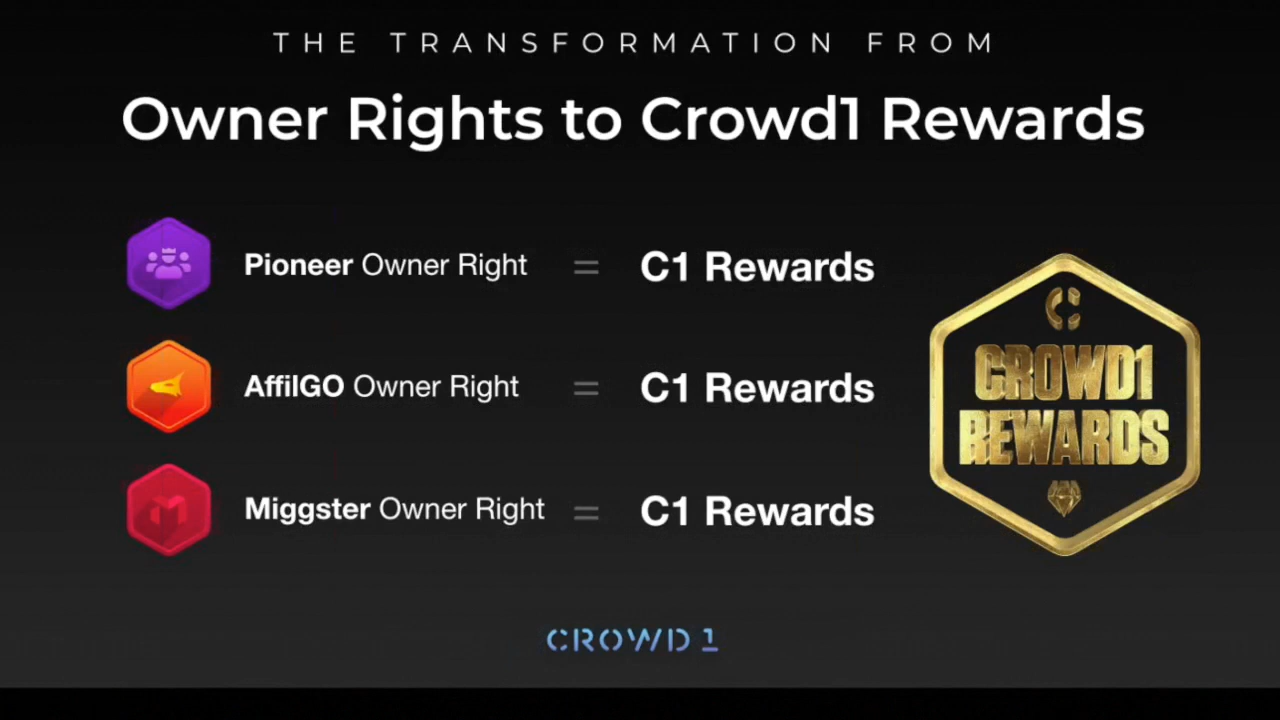 THE TRANSFORMATION FROM
Owner Rights to Crowd1 Rewards
Pioneer Owner Right = C1 Rewards
AffilGO Owner Right = C1 Rewards
Miggster Owner Right = C1 Rewards
CROWD1
REWARDS
CROWD1